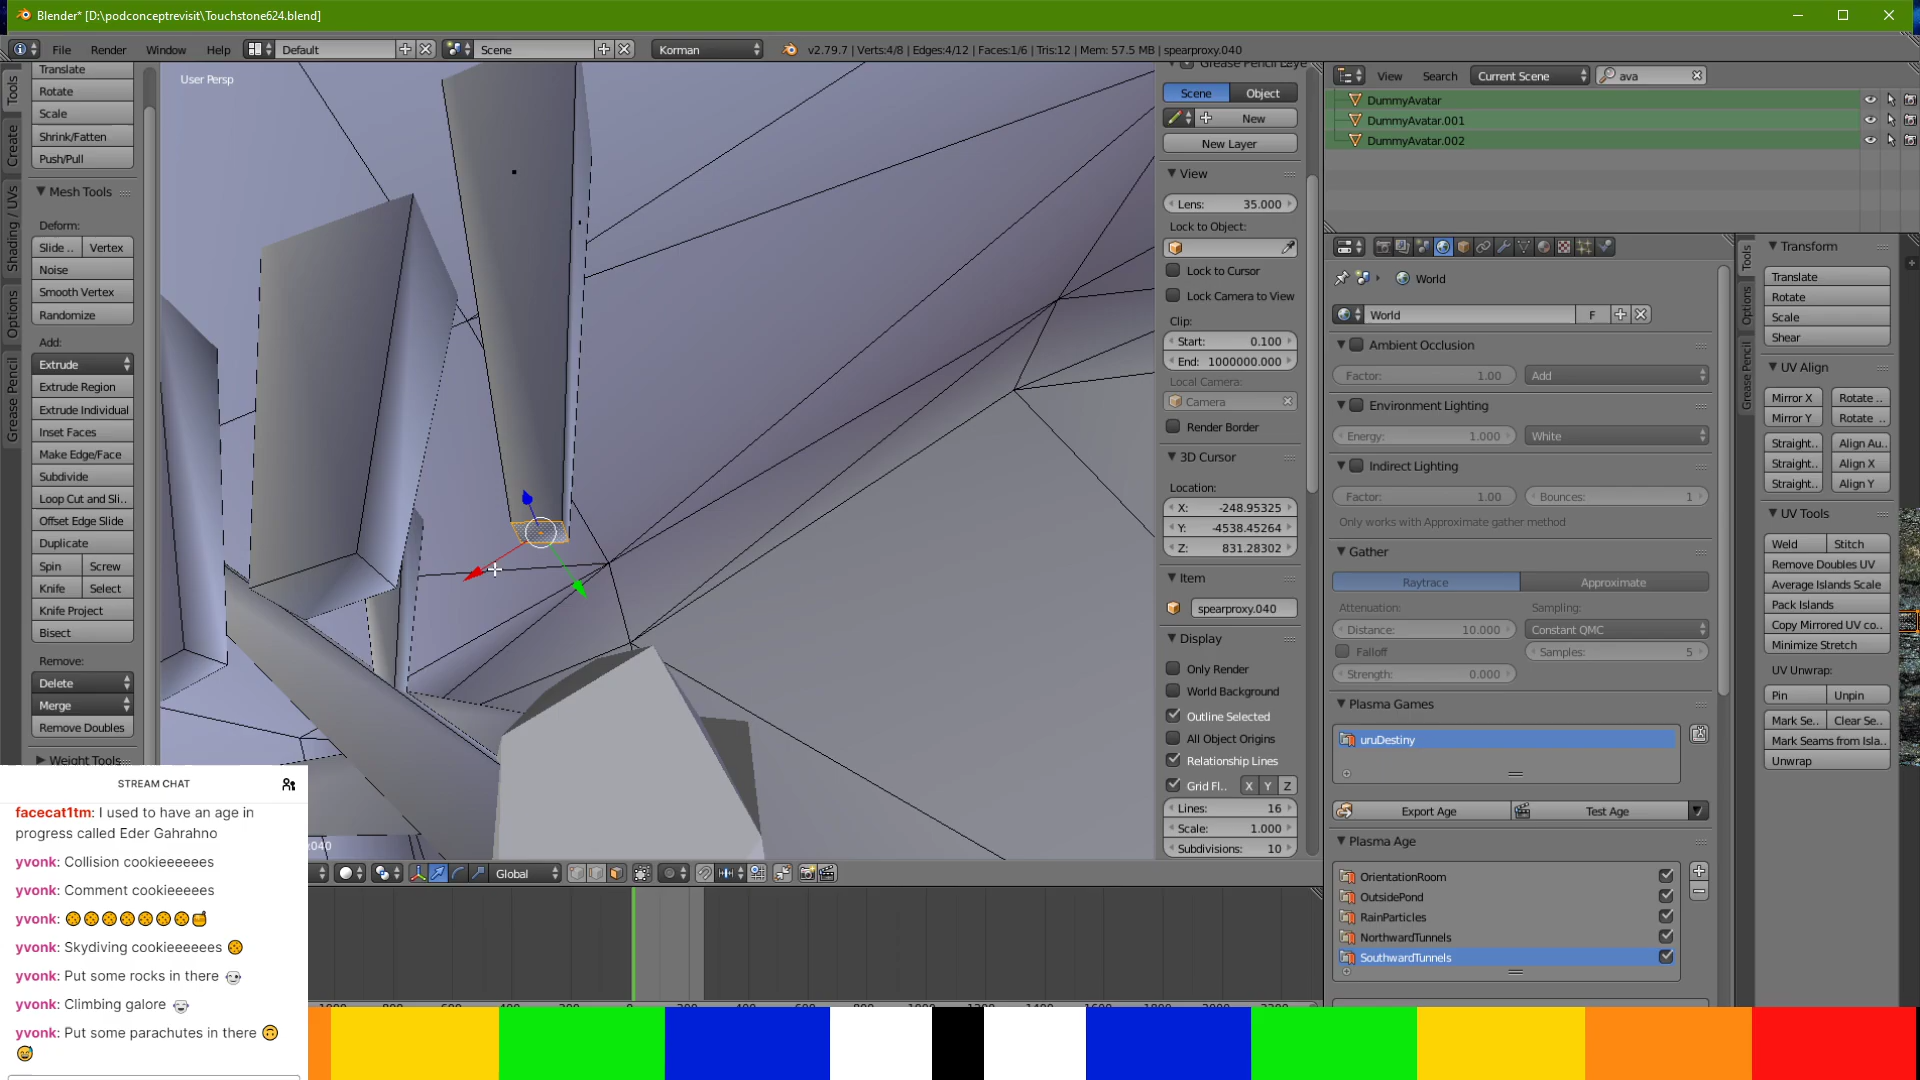 Blender* [D:\podconceptrevisit\Touchstone624.blend]
File Render Window Help Default Scene Korman v2.79.7 | Verts:4/8 | Edges:4/12 | Faces:1/6 | Tris:12 | Mem: 57.5 MB | spearproxy.040
Tools
Create
Shading / UVs
Options
Grease Pencil
Translate
Rotate
Scale
Shrink/Fatten
Push/Pull
Mesh Tools
Deform:
Slide .. Vertex
Noise
Smooth Vertex
Randomize
Add:
Extrude
Extrude Region
Extrude Individual
Inset Faces
Make Edge/Face
Subdivide
Loop Cut and Sli..
Offset Edge Slide
Duplicate
Spin Screw
Knife Select
Knife Project
Bisect
Remove:
Delete
Merge
Remove Doubles
Weight Tools
User Persp
:040
Global
STREAM CHAT
facecat1tm: I used to have an age in
progress called Eder Gahrahno
yvonk: Collision cookieeeeees
yvonk: Comment cookieeeees
yvonk: 🍪🍪🍪🍪🍪🍪🍪🍯
yvonk: Skydiving cookieeeeees 🍪
yvonk: Put some rocks in there
yvonk: Climbing galore
yvonk: Put some parachutes in there 🙃
😅
Scene Object
New
New Layer
View
Lens: 35.000
Lock to Object:
Lock to Cursor
Lock Camera to View
Clip:
Start: 0.100
End: 1000000.000
Local Camera:
Camera
Render Border
3D Cursor
Location:
X: -248.95325
Y: -4538.45264
Z: 831.28302
Item
spearproxy.040
Display
Only Render
World Background
Outline Selected
All Object Origins
Relationship Lines
Grid Fl.. X Y Z
Lines: 16
Scale: 1.000
Subdivisions: 10
View Search Current Scene ava
DummyAvatar
DummyAvatar.001
DummyAvatar.002
World
World F
Ambient Occlusion
Factor: 1.00 Add
Environment Lighting
Energy: 1.000 White
Indirect Lighting
Factor: 1.00 Bounces: 1
Only works with Approximate gather method
Gather
Raytrace Approximate
Attenuation: Sampling:
Distance: 10.000 Constant QMC
Falloff Samples: 5
Strength: 0.000
Plasma Games
uruDestiny
Export Age Test Age
Plasma Age
OrientationRoom
OutsidePond
RainParticles
NorthwardTunnels
SouthwardTunnels
Tools
Options
Grease Pencil
Transform
Translate
Rotate
Scale
Shear
UV Align
Mirror X Rotate ..
Mirror Y Rotate ..
Straight.. Align Au..
Straight.. Align X
Straight.. Align Y
UV Tools
Weld Stitch
Remove Doubles UV
Average Islands Scale
Pack Islands
Copy Mirrored UV co..
Minimize Stretch
UV Unwrap:
Pin Unpin
Mark Se.. Clear Se..
Mark Seams from Isla..
Unwrap